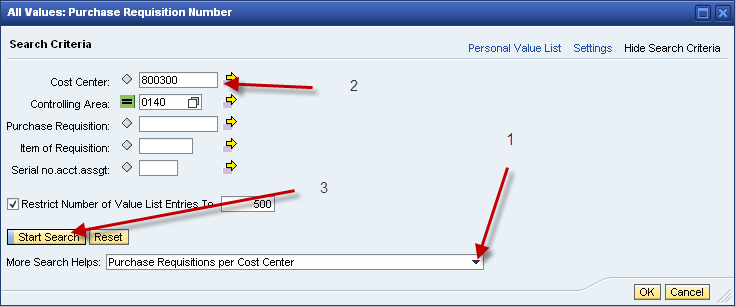 All Values: Purchase Requisition Number
Search Criteria
Personal Value List Settings Hide Search Criteria
Cost Center: 800300
2
Controlling Area: 0140
Purchase Requisition:
1
Item of Requisition:
Serial no.acct.assgt:
3
Restrict Number of Value List Entries To 500
Start Search Reset
More Search Helps: Purchase Requisitions per Cost Center
OK Cancel